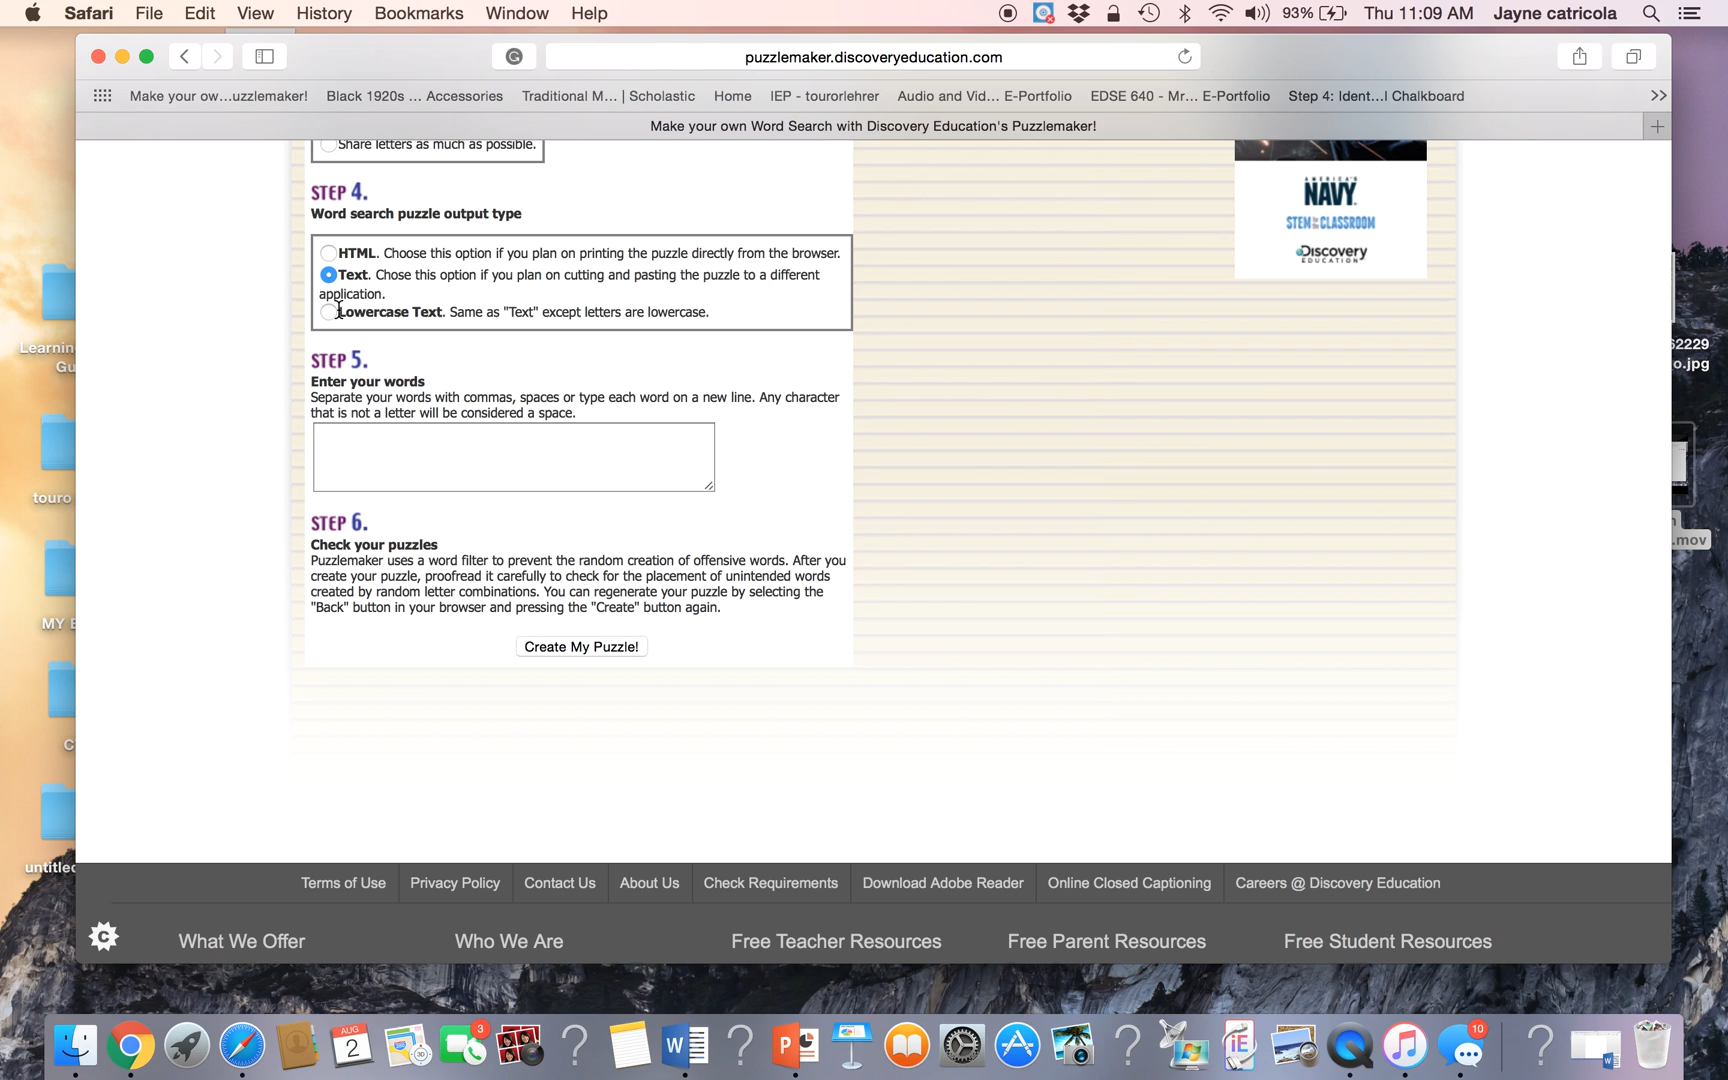 Safari File Edit View History Bookmarks Window Help 93% Thu 11:09 AM Jayne catricola
puzzlemaker.discoveryeducation.com
Make your ow...uzzlemaker! Black 1920s ... Accessories Traditional M... | Scholastic Home IEP - tourorlehrer Audio and Vid... E-Portfolio EDSE 640 - Mr... E-Portfolio Step 4: Ident...l Chalkboard >>
Make your own Word Search with Discovery Education's Puzzlemaker!
Share letters as much as possible.
STEP 4.
Word search puzzle output type
HTML. Choose this option if you plan on printing the puzzle directly from the browser.
Text. Chose this option if you plan on cutting and pasting the puzzle to a different
application.
Lowercase Text. Same as "Text" except letters are lowercase.
STEP 5.
Enter your words
Separate your words with commas, spaces or type each word on a new line. Any character
that is not a letter will be considered a space.
STEP 6.
Check your puzzles
Puzzlemaker uses a word filter to prevent the random creation of offensive words. After you
create your puzzle, proofread it carefully to check for the placement of unintended words
created by random letter combinations. You can regenerate your puzzle by selecting the
"Back" button in your browser and pressing the "Create" button again.
Create My Puzzle!
AMERICA'S
NAVY
STEM IN THE CLASSROOM
Discovery
EDUCATION
Learnin
Gu
touro
MY E
C
untitled
62229
o.jpg
n
.mov
Terms of Use Privacy Policy Contact Us About Us Check Requirements Download Adobe Reader Online Closed Captioning Careers @ Discovery Education
C What We Offer Who We Are Free Teacher Resources Free Parent Resources Free Student Resources
AUG
2
3D
3
W
P
iE
10
W